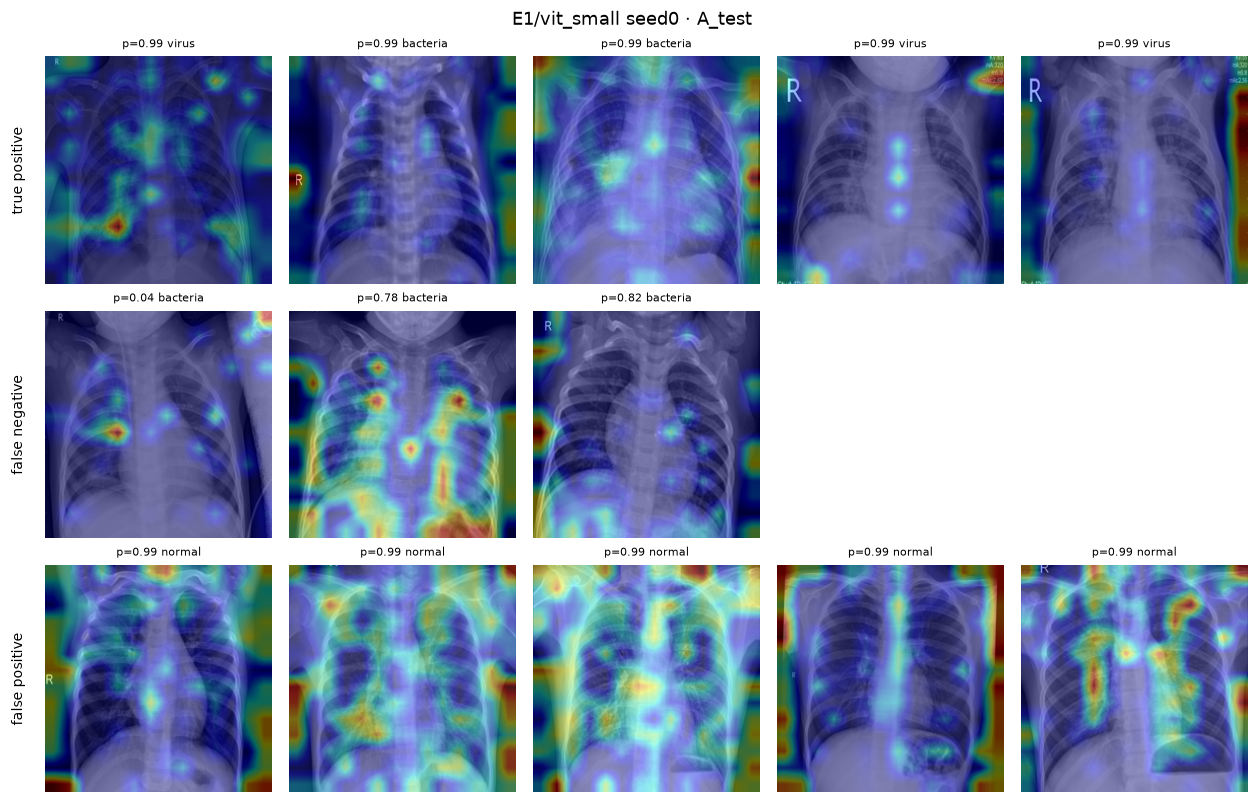 E1/vit_small seed0 · A_test
p=0.99 virus
p=0.99 bacteria
p=0.99 bacteria
p=0.99 virus
p=0.99 virus
true positive
R
R
R
R
p=0.04 bacteria
p=0.78 bacteria
p=0.82 bacteria
false negative
R
R
p=0.99 normal
p=0.99 normal
p=0.99 normal
p=0.99 normal
p=0.99 normal
false positive
R
R
R